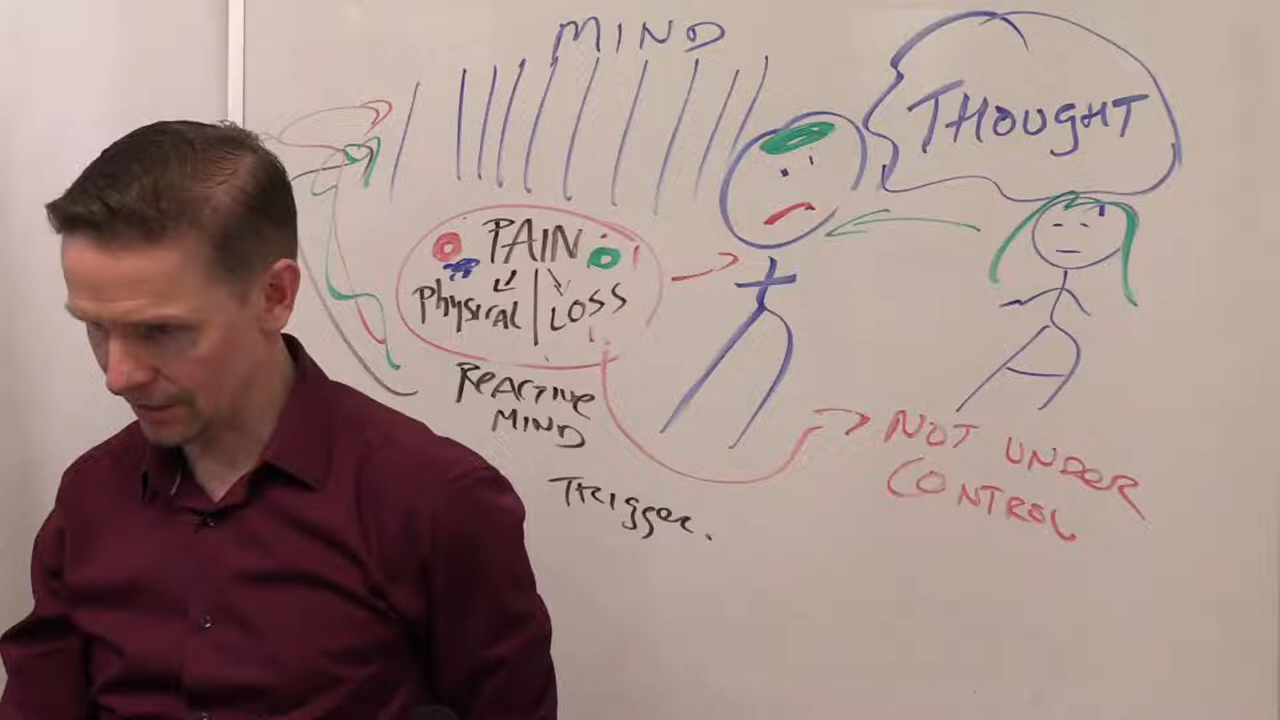 MIND
THOUGHT
PAIN
Physical
LOSS
REACTIVE
MIND
TRIgger.
NOT UNDER
CONTROL